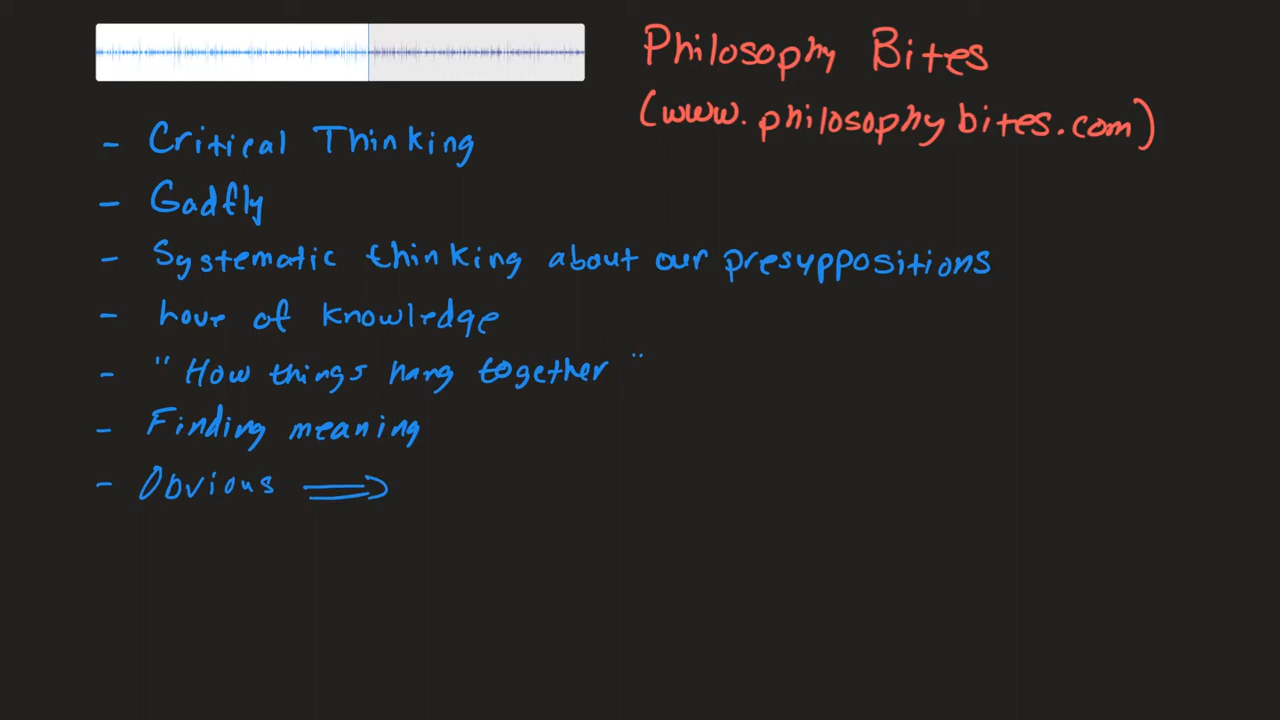 Philosophy Bites
(www.philosophybites.com)
- Critical Thinking
- Gadfly
- Systematic thinking about our presuppositions
- Love of knowledge
- "How things hang together"
- Finding meaning
- Obvious ⇒